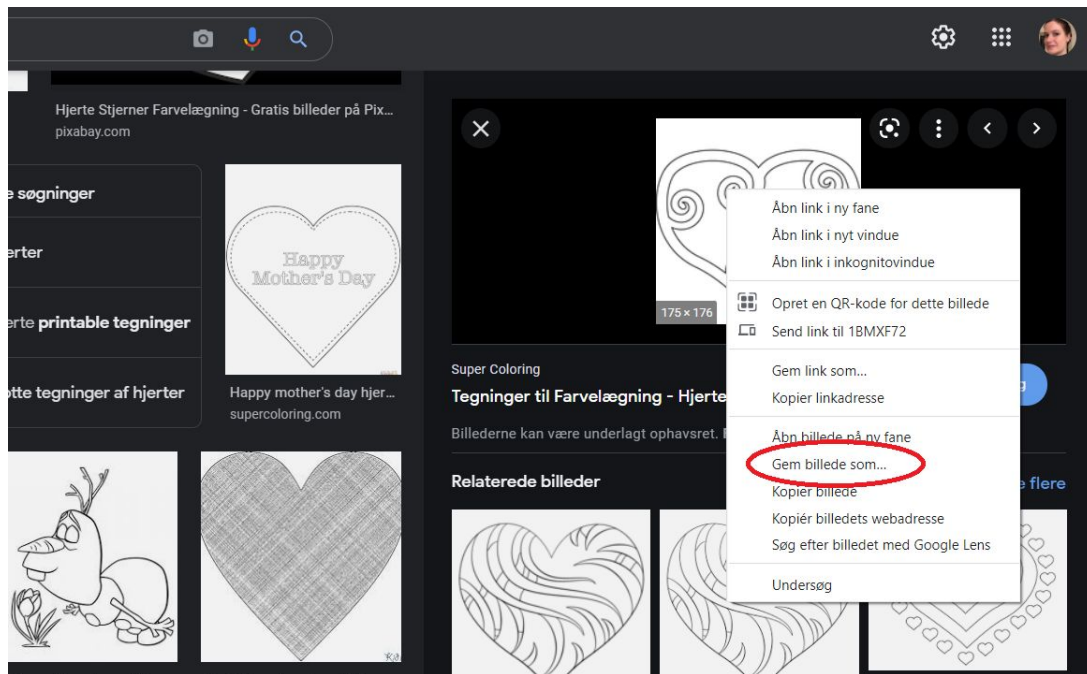 Hjerte Stjerner Farvelægning - Gratis billeder på Pix...
pixabay.com
e søgninger
erter
erte printable tegninger
otte tegninger af hjerter
Happy
Mother's Day
Happy mother's day hjer...
supercoloring.com
175 × 176
Super Coloring
Tegninger til Farvelægning - Hjerte
Billederne kan være underlagt ophavsret.
Relaterede billeder
e flere
Åbn link i ny fane
Åbn link i nyt vindue
Åbn link i inkognitovindue
Opret en QR-kode for dette billede
Send link til 1BMXF72
Gem link som...
Kopier linkadresse
Åbn billede på ny fane
Gem billede som...
Kopier billede
Kopiér billedets webadresse
Søg efter billedet med Google Lens
Undersøg